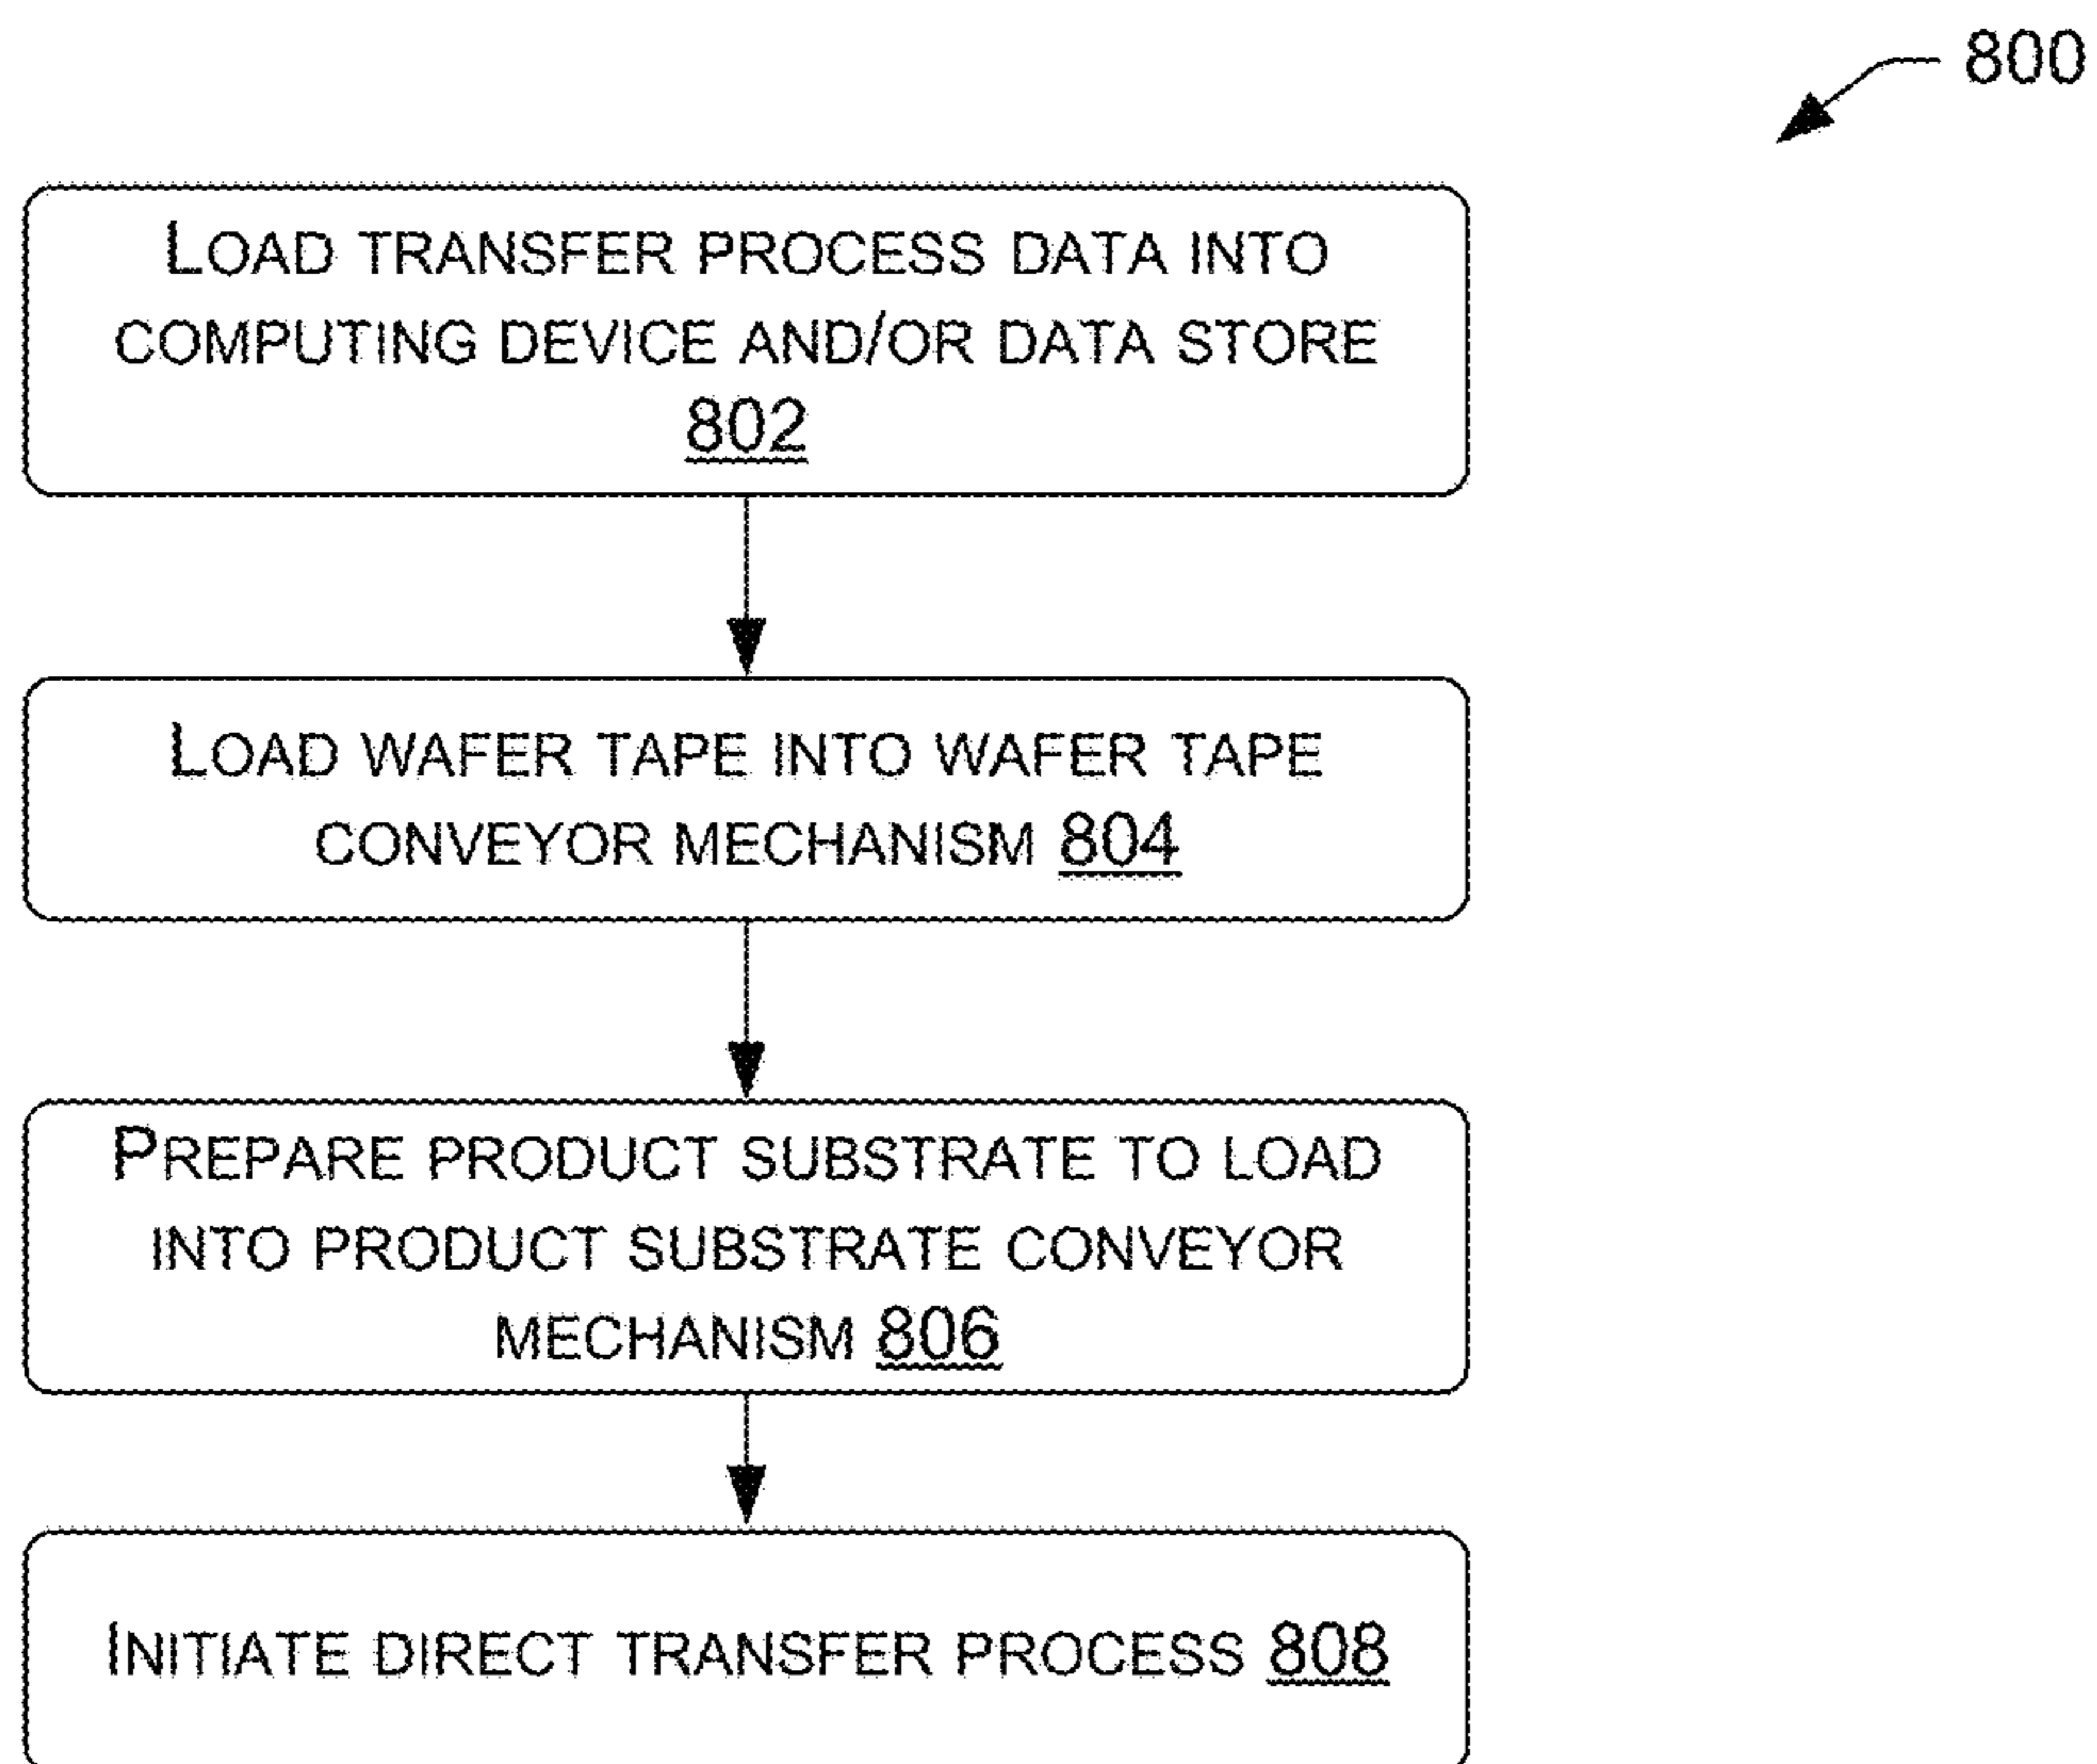 800
LOAD TRANSFER PROCESS DATA INTO
COMPUTING DEVICE AND/OR DATA STORE
802
LOAD WAFER TAPE INTO WAFER TAPE
CONVEYOR MECHANISM 804
PREPARE PRODUCT SUBSTRATE TO LOAD
INTO PRODUCT SUBSTRATE CONVEYOR
MECHANISM 806
INITIATE DIRECT TRANSFER PROCESS 808